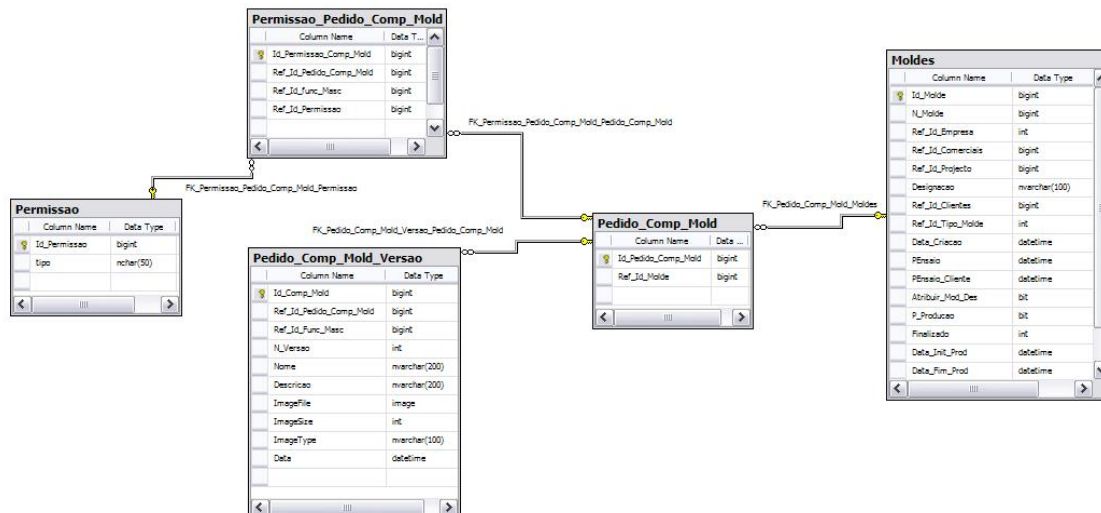 Permissao_Pedido_Comp_Mold
Column Name Data T...
Id_Permissao_Comp_Mold bigint
Ref_Id_Pedido_Comp_Mold bigint
Ref_Id_func_Masc bigint
Ref_Id_Permissao bigint
FK_Permissao_Pedido_Comp_Mold_Pedido_Comp_Mold
FK_Permissao_Pedido_Comp_Mold_Permissao
Permissao
Column Name Data Type
Id_Permissao bigint
tipo nchar(50)
FK_Pedido_Comp_Mold_Versao_Pedido_Comp_Mold
Pedido_Comp_Mold_Versao
Column Name Data Type
Id_Comp_Mold bigint
Ref_Id_Pedido_Comp_Mold bigint
Ref_Id_Func_Masc bigint
N_Versao int
Nome nvarchar(200)
Descricao nvarchar(200)
ImageFile image
ImageSize int
ImageType nvarchar(100)
Data datetime
Pedido_Comp_Mold
Column Name Data ...
Id_Pedido_Comp_Mold bigint
Ref_Id_Molde bigint
FK_Pedido_Comp_Mold_Moldes
Moldes
Column Name Data Type
Id_Molde bigint
N_Molde bigint
Ref_Id_Empresa int
Ref_Id_Comerciais bigint
Ref_Id_Projecto bigint
Designacao nvarchar(100)
Ref_Id_Clientes bigint
Ref_Id_Tipo_Molde int
Data_Criacao datetime
PEnsaio datetime
PEnsaio_Cliente datetime
Atribuir_Mod_Des bit
P_Producao bit
Finalizado int
Data_Init_Prod datetime
Data_Fim_Prod datetime